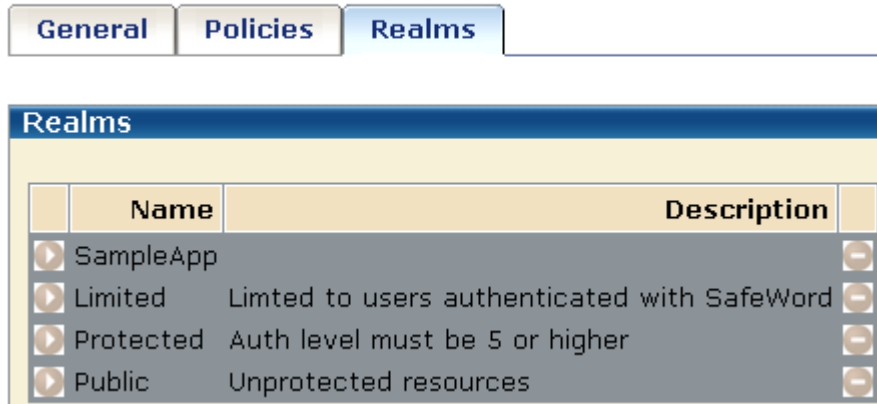 General Policies Realms
Realms
Name Description
SampleApp
Limited Limted to users authenticated with SafeWord
Protected Auth level must be 5 or higher
Public Unprotected resources